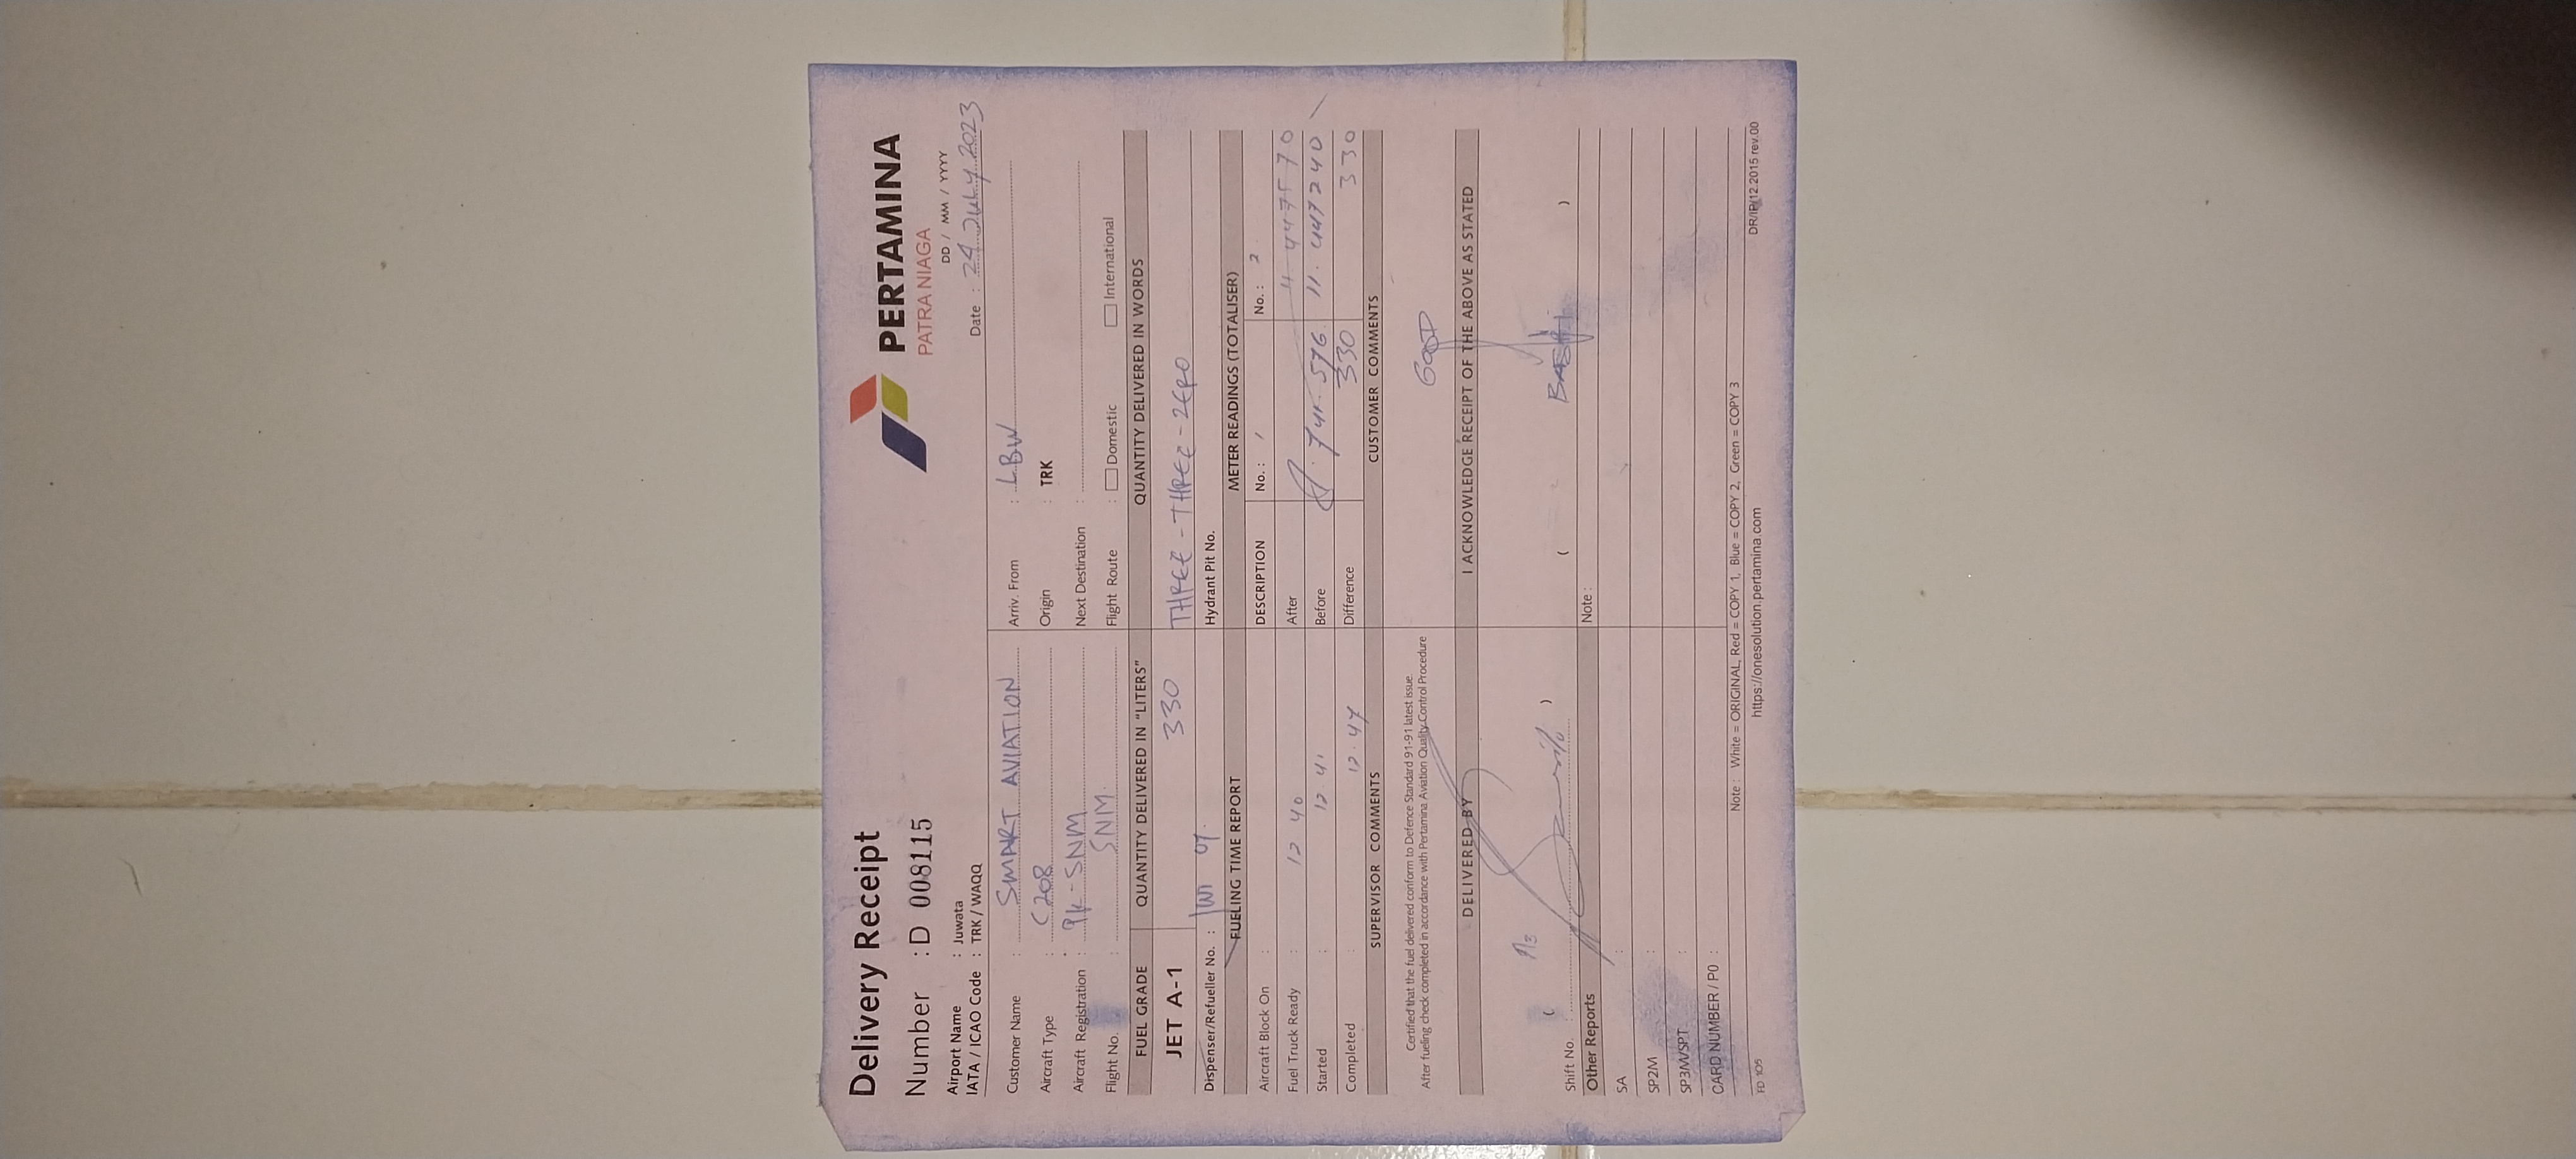 Delivery Receipt
PERTAMINA
PATRA NIAGA
Number : D 008115
DD / MM / YYYY
Airport Name : Juwata
IATA / ICAO Code : TRK / WAQQ
Date : 24 JULY 2023
Customer Name : SMART AVIATION
Arriv. From : LBW
Aircraft Type : C208
Origin : TRK
Aircraft Registration : PK-SNM
Next Destination :
Flight No. : SNM.
Flight Route : Domestic International
FUEL GRADE QUANTITY DELIVERED IN "LITERS" QUANTITY DELIVERED IN WORDS
JET A-1 330 THREE - THREE - ZERO
Dispenser/Refueller No. :
Hydrant Pit No.
FUELING TIME REPORT METER READINGS (TOTALISER)
Aircraft Block On :
DESCRIPTION No. : 1 No. : 2
Fuel Truck Ready : 12 40
After
Started : 12 41
Before 11.447240
Completed : 12.47
Difference 330 330
SUPERVISOR COMMENTS CUSTOMER COMMENTS
Certified that the fuel delivered conform to Defence Standard 91-91 latest issue.
After fueling check completed in accordance with Pertamina Aviation Quality Control Procedure
GOOD
DELIVERED BY I ACKNOWLEDGE RECEIPT OF THE ABOVE AS STATED
Shift No. :
Other Reports Note :
SA :
SP2M :
SP3M/SPT :
CARD NUMBER / PO :
Note : White = ORIGINAL, Red = COPY 1, Blue = COPY 2, Green = COPY 3
FD 105 https://onesolution.pertamina.com DR/IP/12.2015 rev.00